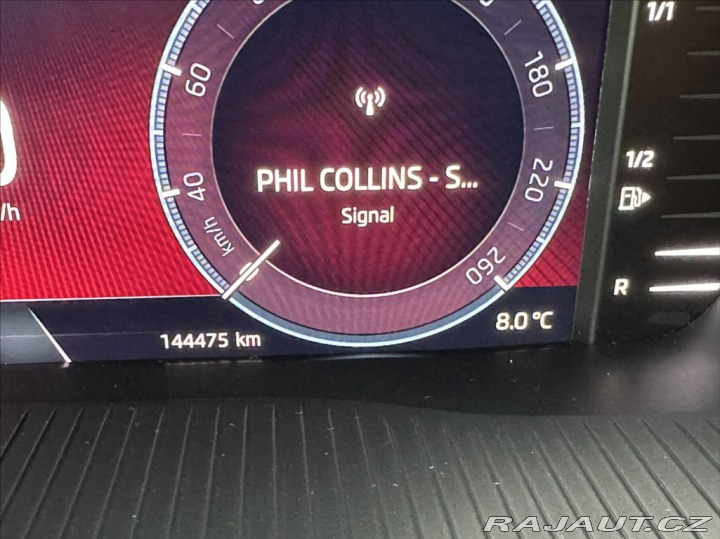 1/1
60
180
PHIL COLLINS - S...
1/2
40
220
/h
Signal
km/h
260
R
144475 km
8.0 °C
RAJAUT.CZ